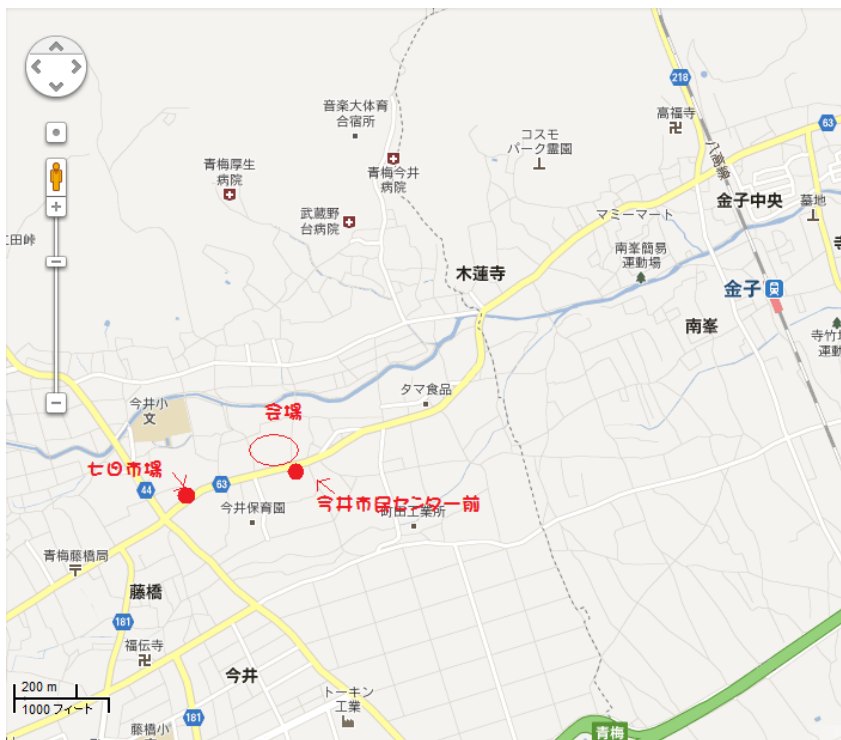 218
高福寺
63
八高線
音楽大体育
合宿所
コスモ
パーク霊園
青梅厚生
病院
青梅今井
病院
金子中央
墓地
武蔵野
台病院
マミーマート
南峯簡易
運動場
木蓮寺
金子
南峯
寺竹
運動
タマ食品
今井小
文
会場
七日市場
44
63
今井市民センター前
今井保育園
町田工業所
青梅藤橋局
藤橋
181
福伝寺
今井
200 m
1000 フィート
トーキン
工業
181
藤橋小
青梅